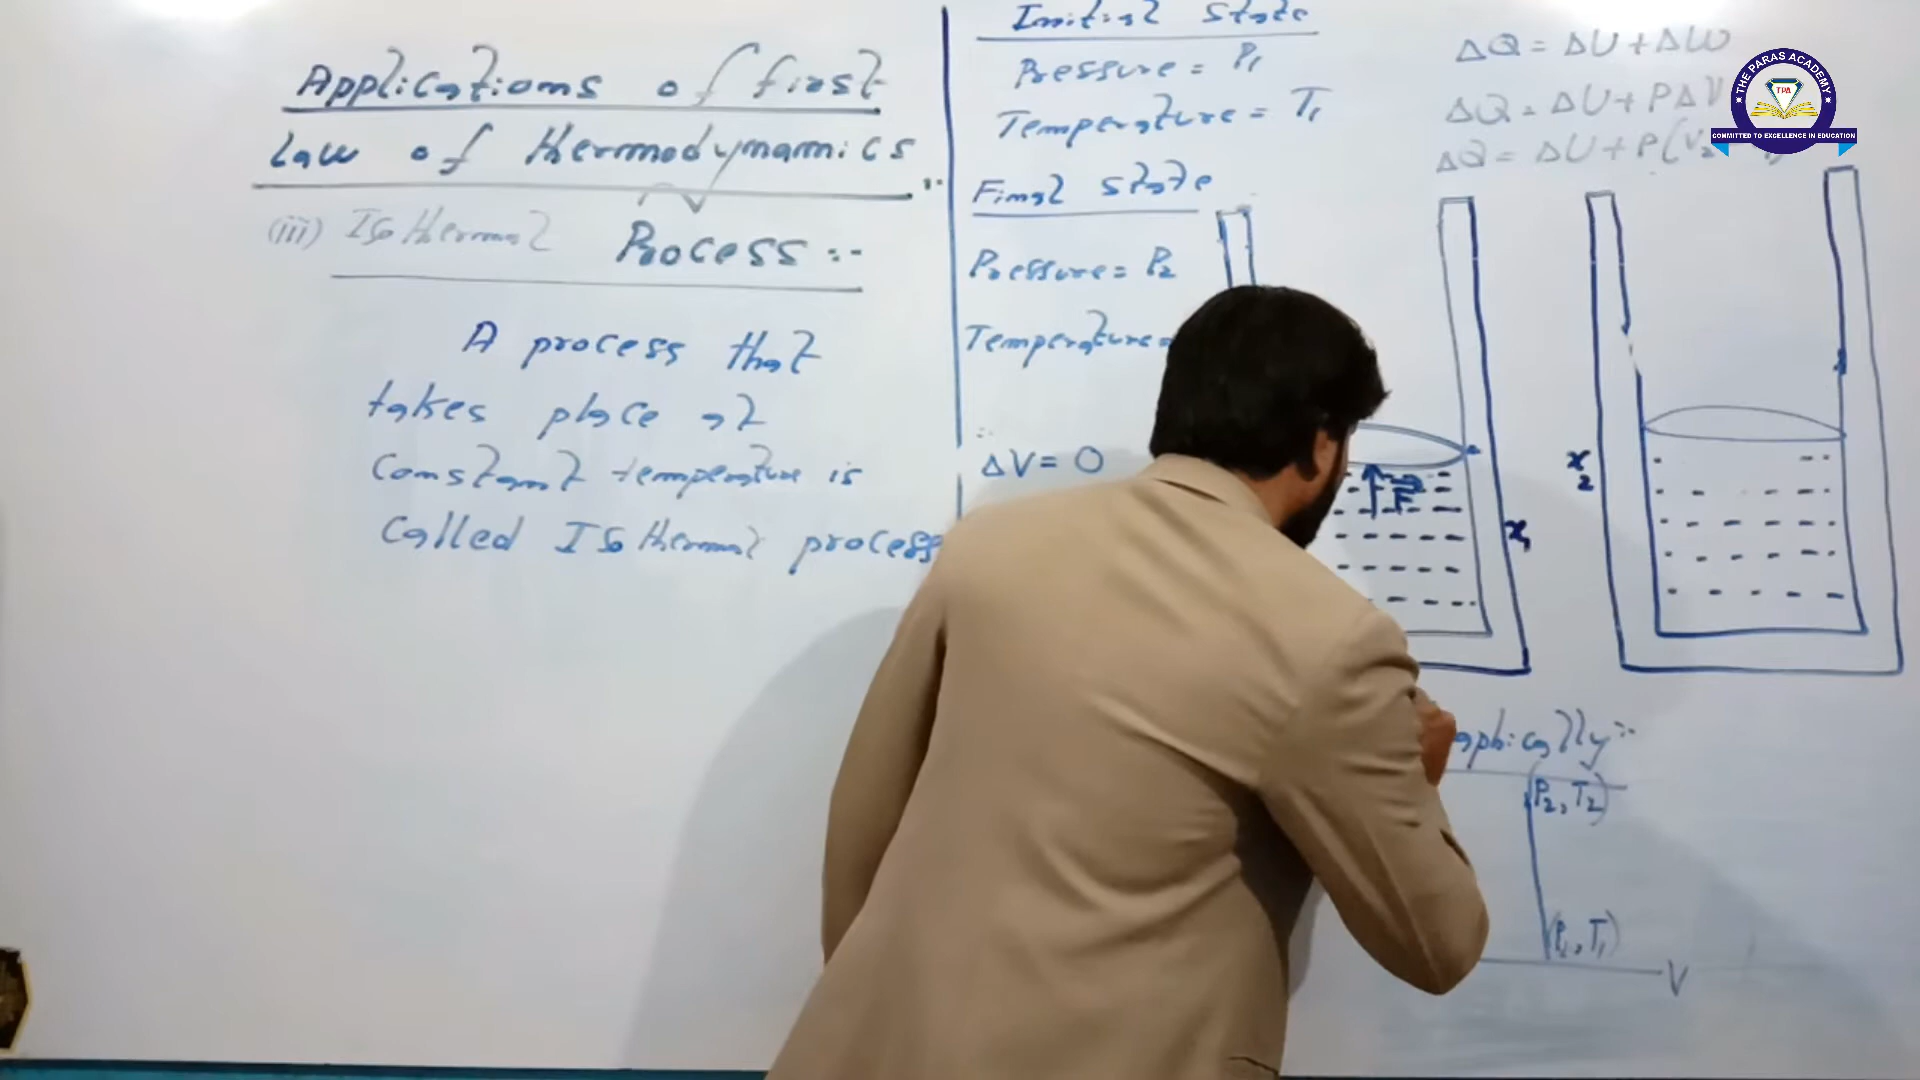 Applications of first
Law of thermodynamics
(iii) Isothermal Process :-
A process that
takes place at
Constant temperature is
Called Isothermal process
Initial state
Pressure = P₁
Temperature = T₁
Final state
Pressure = P₂
Temperature =
ΔV = 0
ΔQ = ΔU + ΔW
ΔQ = ΔU + PΔV
ΔQ = ΔU + P(V₂
F
x₁
x₂
aphically :-
(P₂, T₂)
(P₁, T₁)
V
THE PARAS ACADEMY
TPA
COMMITTED TO EXCELLENCE IN EDUCATION